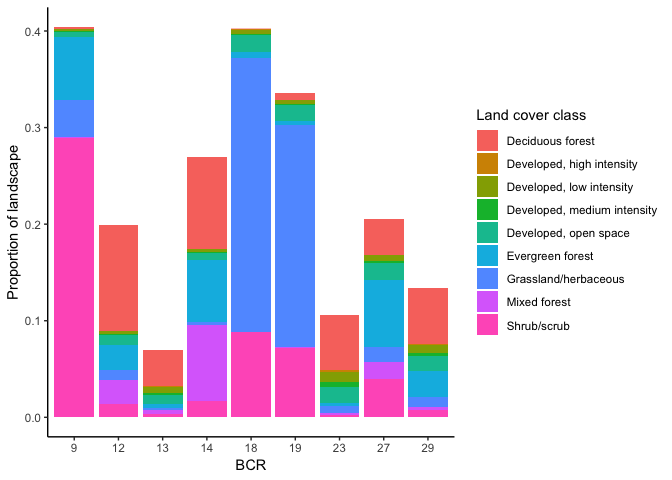 0.4
0.3
0.2
0.1
0.0
Proportion of landscape
9 12 13 14 18 19 23 27 29
BCR
Land cover class
Deciduous forest
Developed, high intensity
Developed, low intensity
Developed, medium intensity
Developed, open space
Evergreen forest
Grassland/herbaceous
Mixed forest
Shrub/scrub